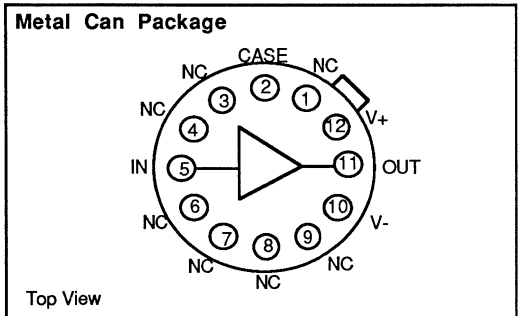 Metal Can Package
CASE
NC NC
2
3 1
NC
4 12 V+
IN 5 11 OUT
6 10
NC V-
7 8 9
NC NC
NC
Top View